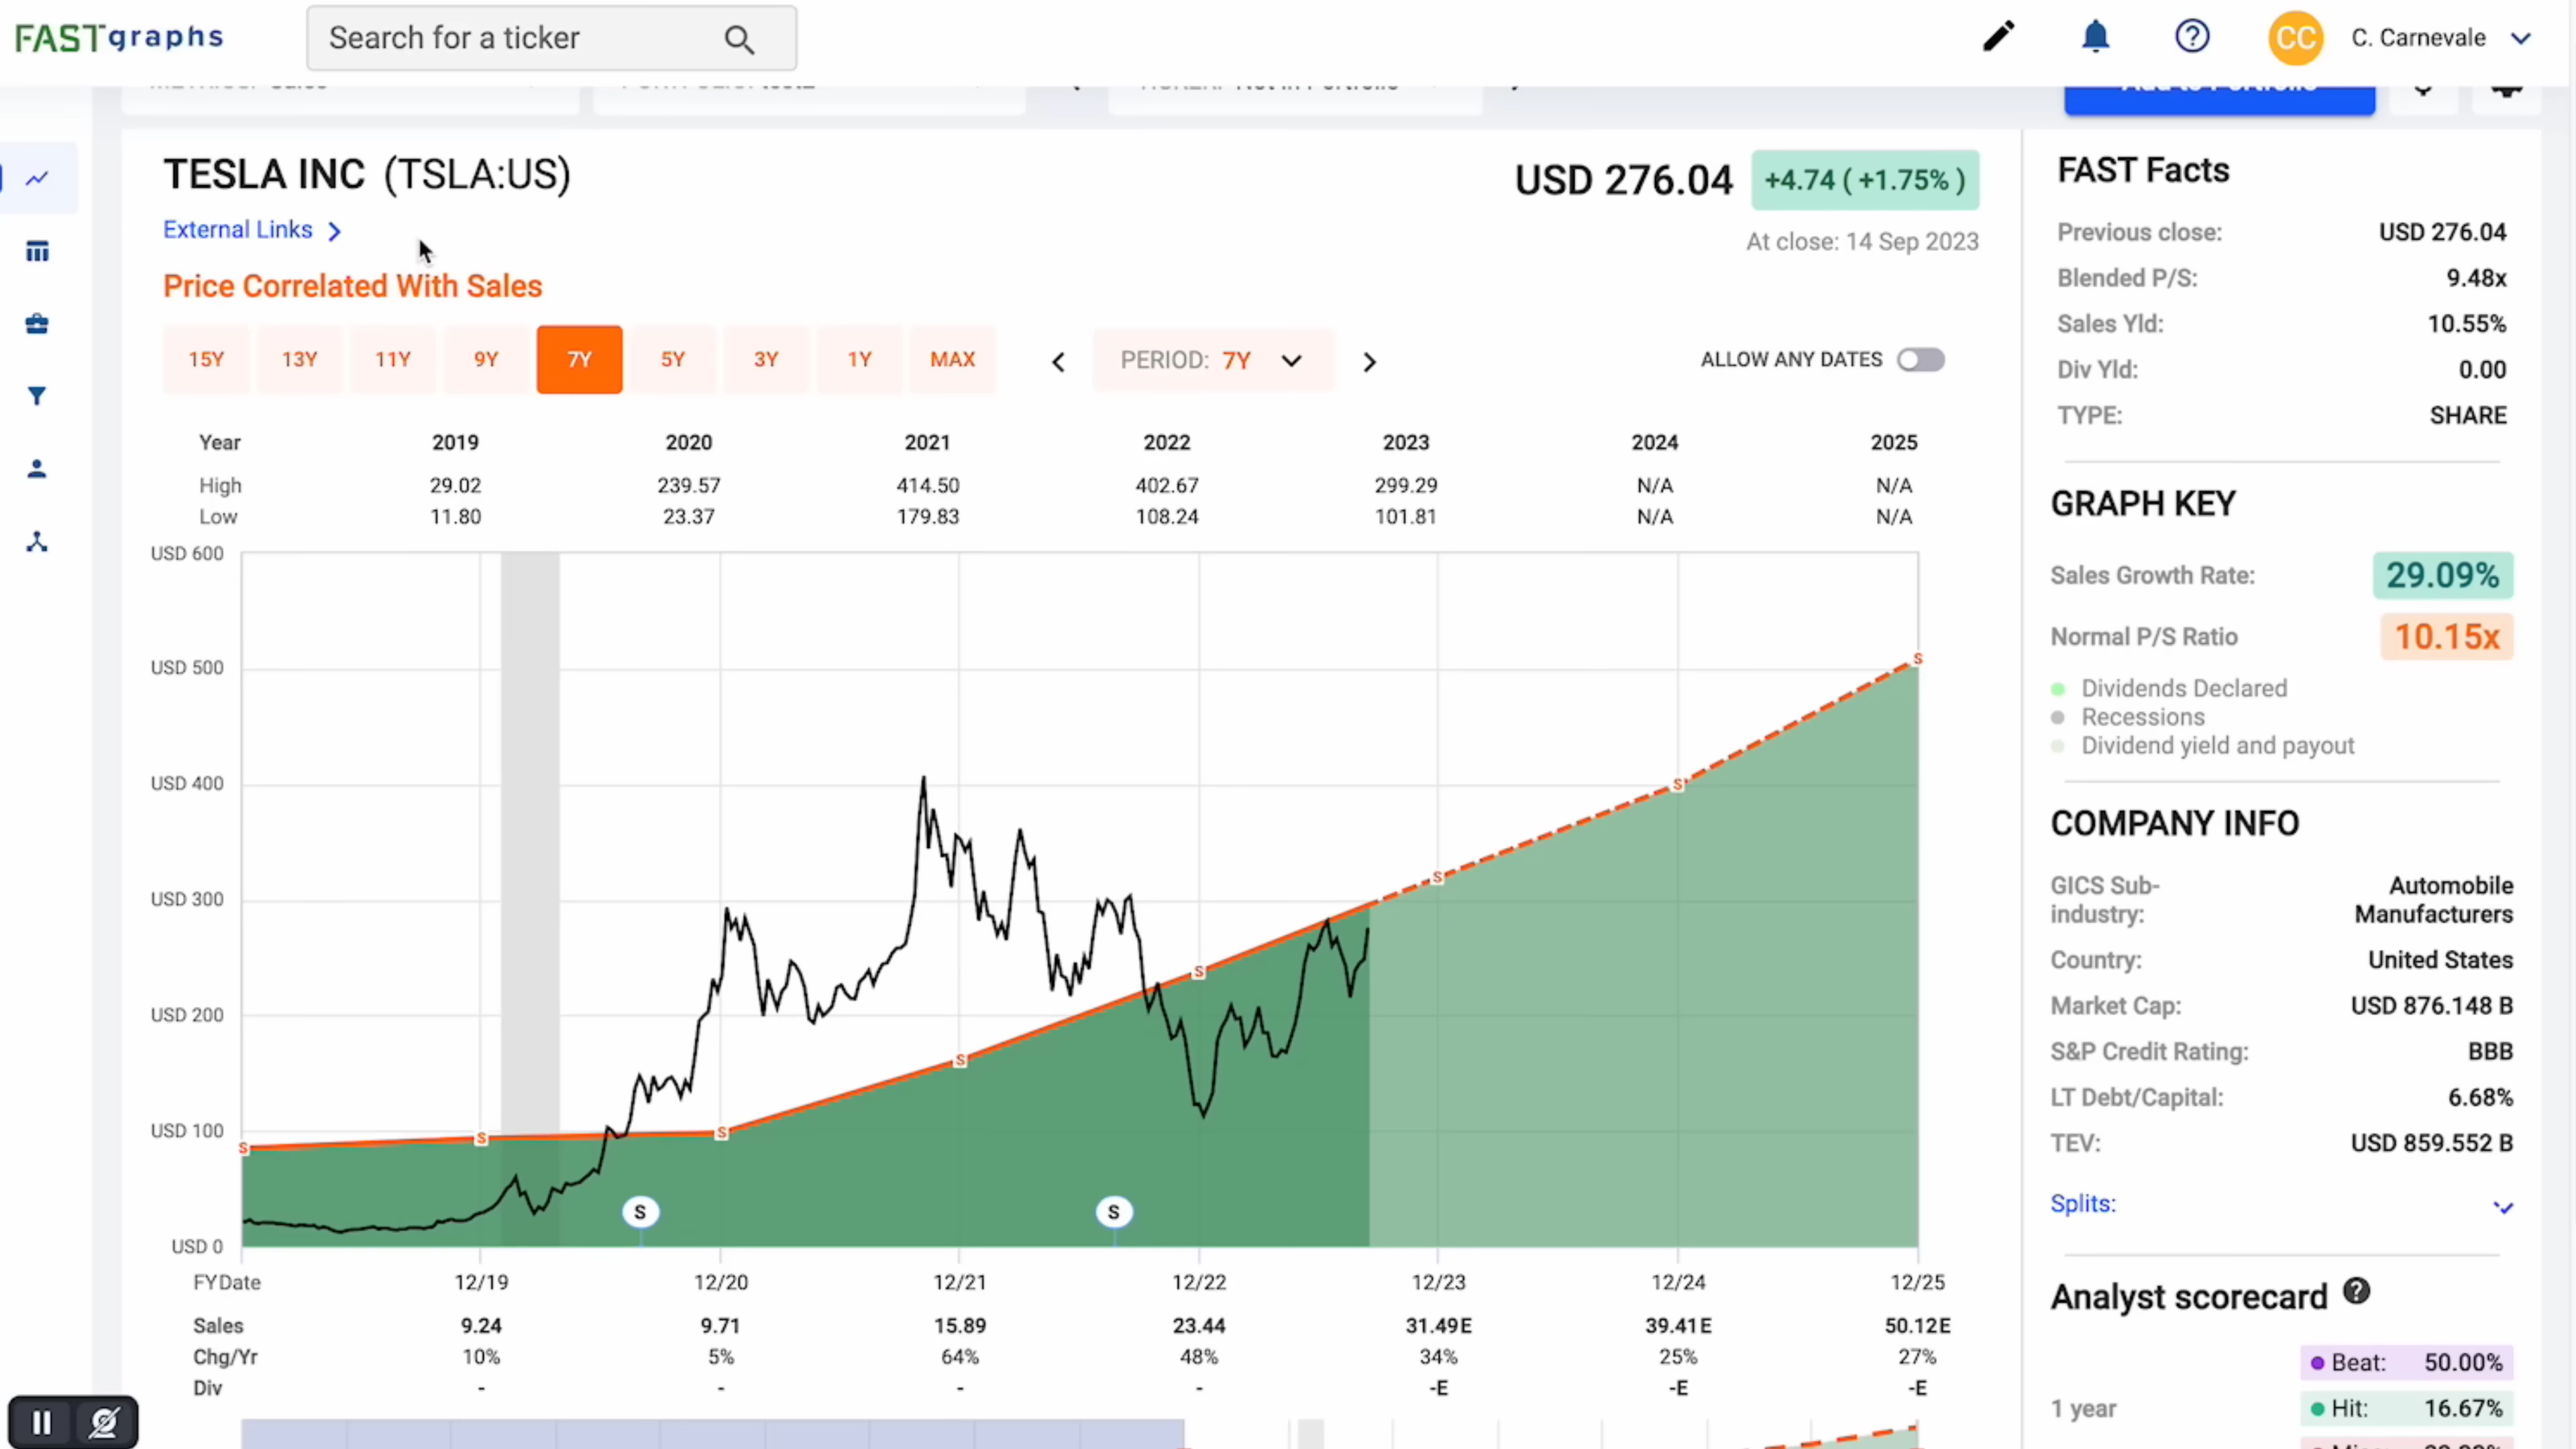 FASTgraphs
Search for a ticker
CC
C. Carnevale
TESLA INC (TSLA:US)
USD 276.04
+4.74 ( +1.75% )
External Links
At close: 14 Sep 2023
Price Correlated With Sales
15Y 13Y 11Y 9Y 7Y 5Y 3Y 1Y MAX
PERIOD: 7Y
ALLOW ANY DATES
Year 2019 2020 2021 2022 2023 2024 2025
High 29.02 239.57 414.50 402.67 299.29 N/A N/A
Low 11.80 23.37 179.83 108.24 101.81 N/A N/A
USD 600
USD 500
USD 400
USD 300
USD 200
USD 100
USD 0
S S S S S S S S
S S
FYDate 12/19 12/20 12/21 12/22 12/23 12/24 12/25
Sales 9.24 9.71 15.89 23.44 31.49E 39.41E 50.12E
Chg/Yr 10% 5% 64% 48% 34% 25% 27%
Div - - - - -E -E -E
FAST Facts
Previous close: USD 276.04
Blended P/S: 9.48x
Sales Yld: 10.55%
Div Yld: 0.00
TYPE: SHARE
GRAPH KEY
Sales Growth Rate: 29.09%
Normal P/S Ratio 10.15x
Dividends Declared
Recessions
Dividend yield and payout
COMPANY INFO
GICS Sub-
industry:
Automobile
Manufacturers
Country: United States
Market Cap: USD 876.148 B
S&P Credit Rating: BBB
LT Debt/Capital: 6.68%
TEV: USD 859.552 B
Splits:
Analyst scorecard ?
Beat: 50.00%
1 year
Hit: 16.67%